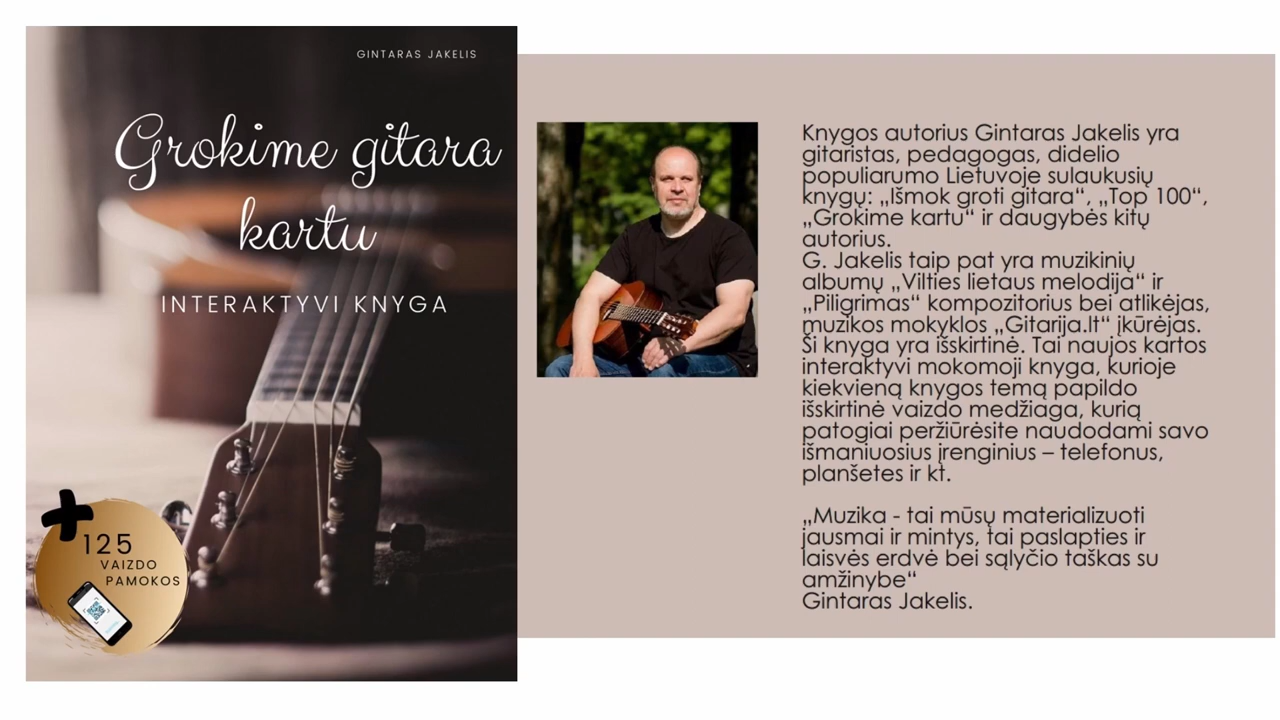 GINTARAS JAKELIS
Grokime gitara
kartu
INTERAKTYVI KNYGA
125
VAIZDO
PAMOKOS
Knygos autorius Gintaras Jakelis yra
gitaristas, pedagogas, didelio
populiarumo Lietuvoje sulaukusių
knygų: „Išmok groti gitara“, „Top 100“,
„Grokime kartu“ ir daugybės kitų
autorius.
G. Jakelis taip pat yra muzikinių
albumų „Vilties lietaus melodija“ ir
„Piligrimas“ kompozitorius bei atlikėjas,
muzikos mokyklos „Gitarija.lt“ įkūrėjas.
Ši knyga yra išskirtinė. Tai naujos kartos
interaktyvi mokomoji knyga, kurioje
kiekvieną knygos temą papildo
išskirtinė vaizdo medžiaga, kurią
patogiai peržiūrėsite naudodami savo
išmaniuosius įrenginius – telefonus,
planšetes ir kt.
„Muzika - tai mūsų materializuoti
jausmai ir mintys, tai paslapties ir
laisvės erdvė bei sąlyčio taškas su
amžinybe“
Gintaras Jakelis.